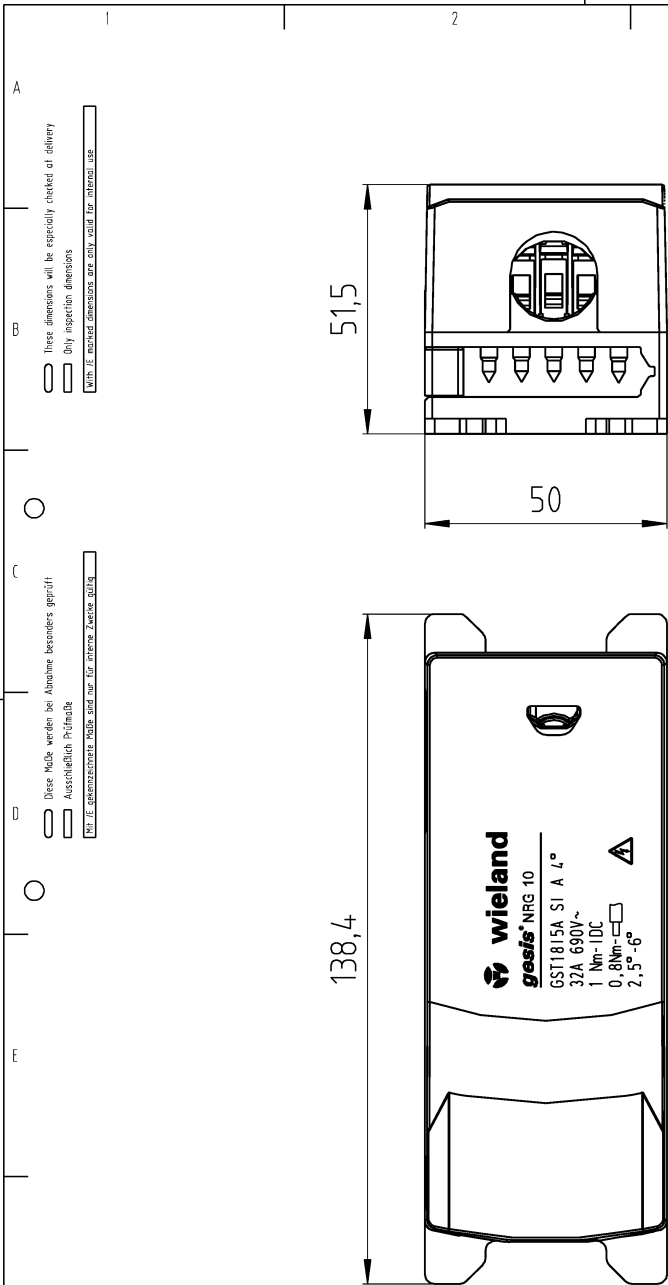 1
2
A
B
C
D
E
These dimensions will be especially checked at delivery
Only inspection dimensions
With /E marked dimensions are only valid for internal use
Diese Maße werden bei Abnahme besonders geprüft
Ausschließlich Prüfmaße
Mit /E gekennzeichnete Maße sind nur für interne Zwecke gültig
51,5
50
138,4
wieland
gesis® NRG 10
GST18I5A S1 A 4°
32A 690V~
1 Nm-IDC
0,8Nm-
2,5°-6°